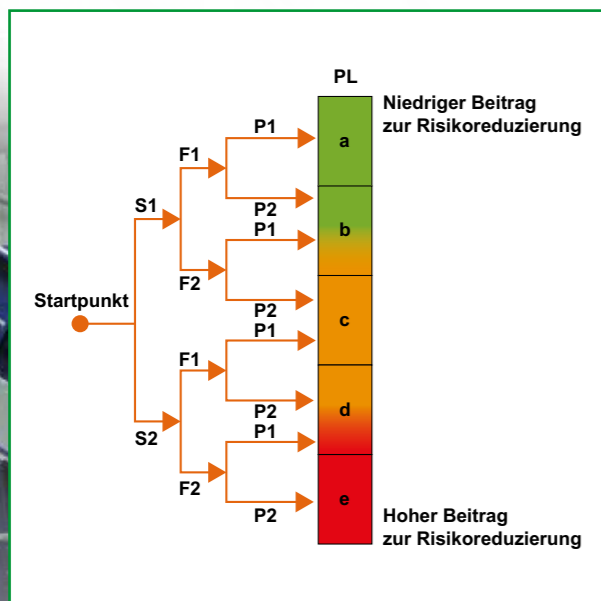 PL
Niedriger Beitrag
zur Risikoreduzierung
P1
a
F1
S1
P2
P1
b
F2
Startpunkt
P2
c
P1
F1
P2
d
S2
P1
F2
e
P2
Hoher Beitrag
zur Risikoreduzierung